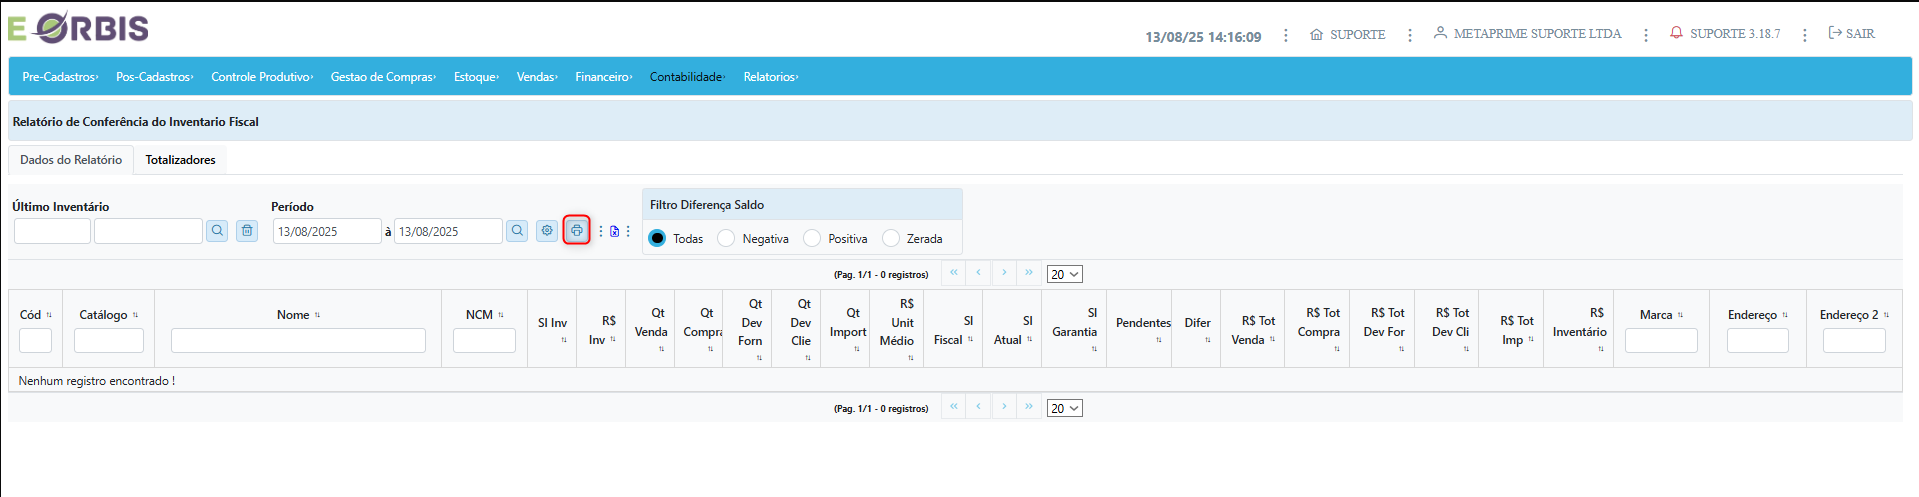 E ORBIS
13/08/25 14:16:09 SUPORTE METAPRIME SUPORTE LTDA SUPORTE 3.18.7 SAIR
Pre-Cadastros Pos-Cadastros Controle Produtivo Gestao de Compras Estoque Vendas Financeiro Contabilidade Relatorios
Relatório de Conferência do Inventario Fiscal
Dados do Relatório Totalizadores
Último Inventário Período Filtro Diferença Saldo
13/08/2025 à 13/08/2025
Todas Negativa Positiva Zerada
(Pag. 1/1 - 0 registros) 20
Cód Catálogo Nome NCM Sl Inv R$ Inv Qt Venda Qt Compra Qt Dev Forn Qt Dev Clie Qt Import R$ Unit Médio Sl Fiscal Sl Atual Sl Garantia Pendentes Difer R$ Tot Venda R$ Tot Compra R$ Tot Dev For R$ Tot Dev Cli R$ Tot Imp R$ Inventário Marca Endereço Endereço 2
Nenhum registro encontrado !
(Pag. 1/1 - 0 registros) 20